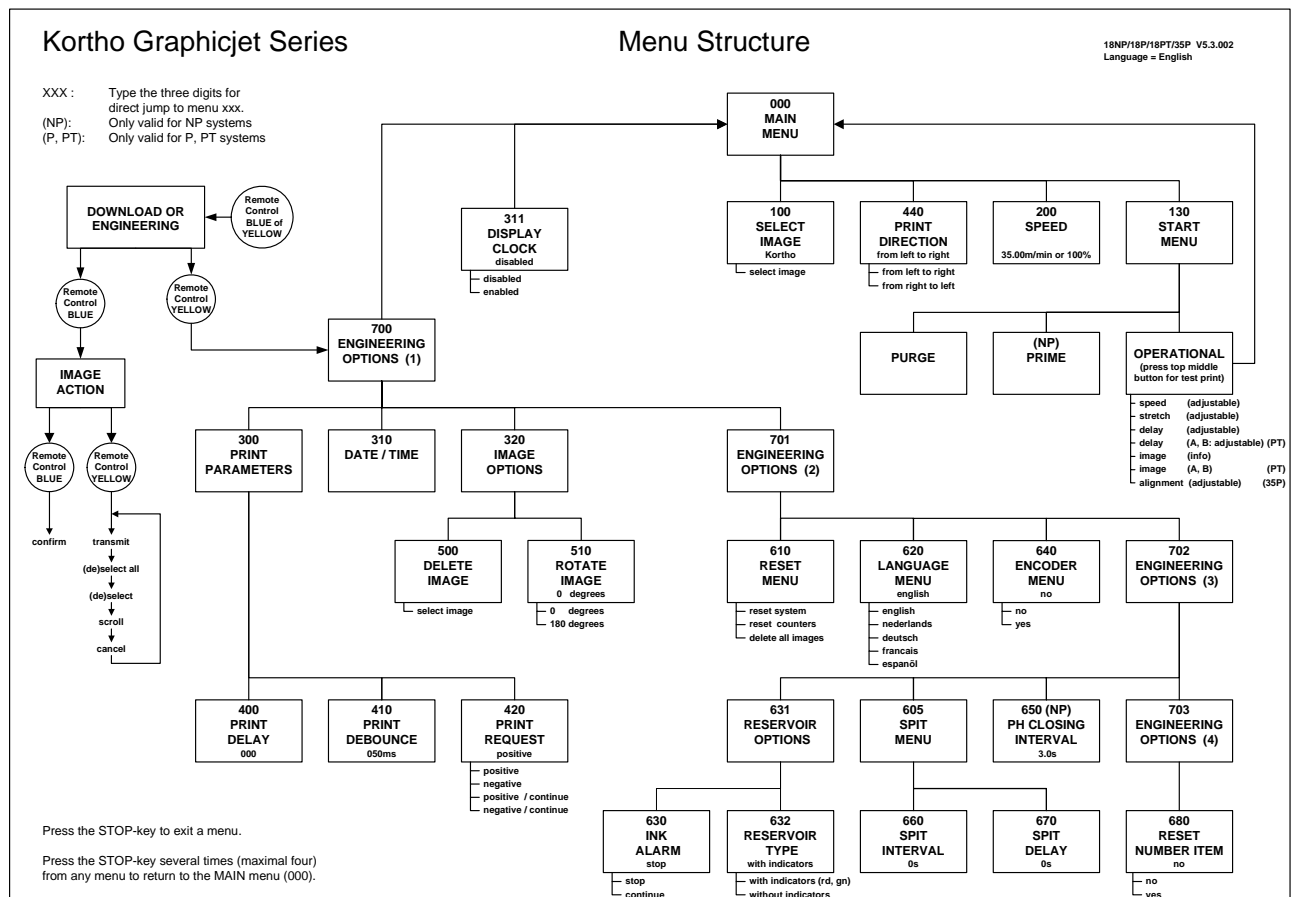 Kortho Graphicjet Series
Menu Structure
18NP/18P/18PT/35P V5.3.002
Language = English
XXX : Type the three digits for
direct jump to menu xxx.
(NP): Only valid for NP systems
(P, PT): Only valid for P, PT systems
000
MAIN
MENU
DOWNLOAD OR
ENGINEERING
Remote
Control
BLUE of
YELLOW
311
DISPLAY
CLOCK
disabled
disabled
enabled
100
SELECT
IMAGE
Kortho
select image
440
PRINT
DIRECTION
from left to right
from left to right
from right to left
200
SPEED
35.00m/min or 100%
130
START
MENU
Remote
Control
BLUE
Remote
Control
YELLOW
700
ENGINEERING
OPTIONS (1)
PURGE
(NP)
PRIME
OPERATIONAL
(press top middle
button for test print)
speed (adjustable)
stretch (adjustable)
delay (adjustable)
delay (A, B: adjustable) (PT)
image (info)
image (A, B) (PT)
alignment (adjustable) (35P)
IMAGE
ACTION
Remote
Control
BLUE
Remote
Control
YELLOW
confirm
transmit
(de)select all
(de)select
scroll
cancel
300
PRINT
PARAMETERS
310
DATE / TIME
320
IMAGE
OPTIONS
701
ENGINEERING
OPTIONS (2)
500
DELETE
IMAGE
select image
510
ROTATE
IMAGE
0 degrees
0 degrees
180 degrees
610
RESET
MENU
reset system
reset counters
delete all images
620
LANGUAGE
MENU
english
english
nederlands
deutsch
francais
espanöl
640
ENCODER
MENU
no
no
yes
702
ENGINEERING
OPTIONS (3)
400
PRINT
DELAY
000
410
PRINT
DEBOUNCE
050ms
420
PRINT
REQUEST
positive
positive
negative
positive / continue
negative / continue
631
RESERVOIR
OPTIONS
605
SPIT
MENU
650 (NP)
PH CLOSING
INTERVAL
3.0s
703
ENGINEERING
OPTIONS (4)
630
INK
ALARM
stop
stop
continue
632
RESERVOIR
TYPE
with indicators
with indicators (rd, gn)
without indicators
660
SPIT
INTERVAL
0s
670
SPIT
DELAY
0s
680
RESET
NUMBER ITEM
no
no
yes
Press the STOP-key to exit a menu.
Press the STOP-key several times (maximal four)
from any menu to return to the MAIN menu (000).